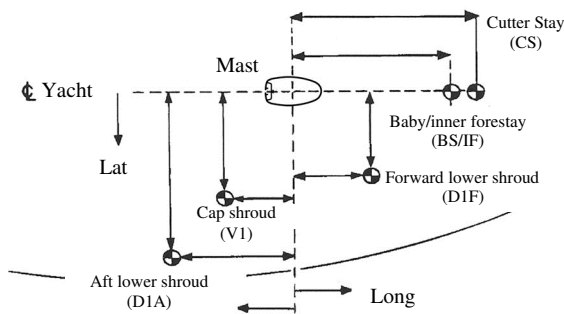 Cutter Stay
(CS)
Mast
℄ Yacht
Baby/inner forestay
(BS/IF)
Lat
Forward lower shroud
(D1F)
Cap shroud
(V1)
Aft lower shroud
(D1A)
Long